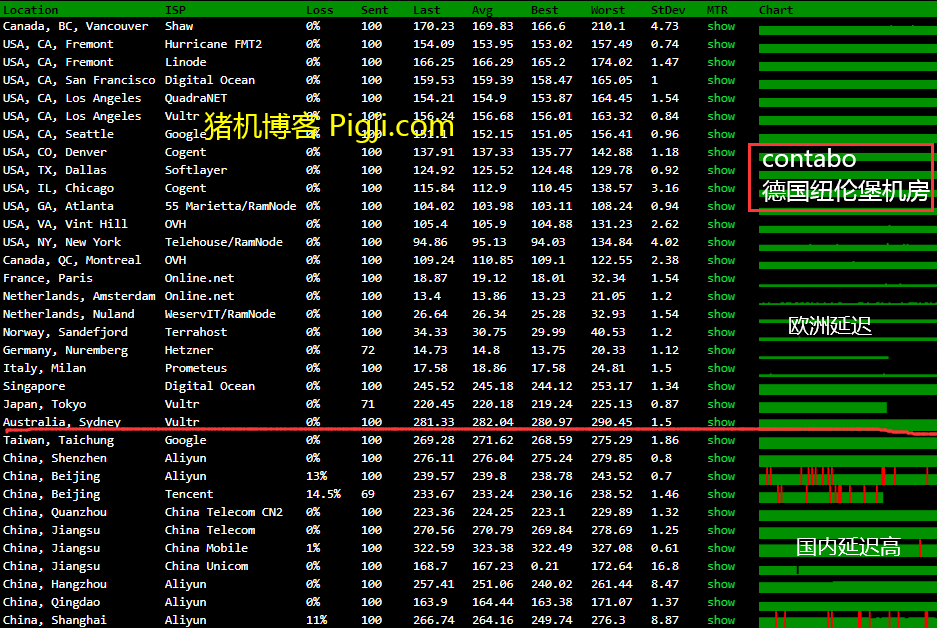 Location ISP Loss Sent Last Avg Best Worst StDev MTR Chart
Canada, BC, Vancouver Shaw 0% 100 170.23 169.83 166.6 210.1 4.73 show
USA, CA, Fremont Hurricane FMT2 0% 100 154.09 153.95 153.02 157.49 0.74 show
USA, CA, Fremont Linode 0% 100 166.25 166.29 165.2 174.02 1.47 show
USA, CA, San Francisco Digital Ocean 0% 100 159.53 159.39 158.47 165.05 1 show
USA, CA, Los Angeles QuadraNET 0% 100 154.21 154.9 153.87 164.45 1.54 show
USA, CA, Los Angeles Vultr 0% 100 156.24 156.68 156.01 163.32 0.84 show
猪机博客 Pigji.com
USA, CA, Seattle Google 0% 100 152.15 151.05 156.41 0.96 show
USA, CO, Denver Cogent 0% 100 137.91 137.33 135.77 142.88 1.18 show
contabo
USA, TX, Dallas Softlayer 0% 100 124.92 125.52 124.48 129.78 0.92 show
USA, IL, Chicago Cogent 0% 100 115.84 112.9 110.45 138.57 3.16 show
德国纽伦堡机房
USA, GA, Atlanta 55 Marietta/RamNode 0% 100 104.02 103.98 103.11 108.24 0.94 show
USA, VA, Vint Hill OVH 0% 100 105.4 105.9 104.88 131.23 2.62 show
USA, NY, New York Telehouse/RamNode 0% 100 94.86 95.13 94.03 134.84 4.02 show
Canada, QC, Montreal OVH 0% 100 109.24 110.85 109.1 122.55 2.38 show
France, Paris Online.net 0% 100 18.87 19.12 18.01 32.34 1.54 show
Netherlands, Amsterdam Online.net 0% 100 13.4 13.86 13.23 21.05 1.2 show
Netherlands, Nuland WeservIT/RamNode 0% 100 26.64 26.34 25.28 32.93 1.54 show
欧洲延迟
Norway, Sandefjord Terrahost 0% 100 34.33 30.75 29.99 40.53 1.2 show
Germany, Nuremberg Hetzner 0% 72 14.73 14.8 13.75 20.33 1.12 show
Italy, Milan Prometeus 0% 100 17.58 18.86 17.58 24.81 1.5 show
Singapore Digital Ocean 0% 100 245.52 245.18 244.12 253.17 1.34 show
Japan, Tokyo Vultr 0% 71 220.45 220.18 219.24 225.13 0.87 show
Australia, Sydney Vultr 0% 100 281.33 282.04 280.97 290.45 1.5 show
Taiwan, Taichung Google 0% 100 269.28 271.62 268.59 275.29 1.86 show
China, Shenzhen Aliyun 0% 100 276.11 276.04 275.24 279.85 0.8 show
China, Beijing Aliyun 13% 100 239.57 239.8 238.78 243.52 0.7 show
China, Beijing Tencent 14.5% 69 233.67 233.24 230.16 238.52 1.46 show
China, Quanzhou China Telecom CN2 0% 100 223.36 224.25 223.1 229.89 1.32 show
China, Jiangsu China Telecom 0% 100 270.56 270.79 269.84 278.69 1.25 show
China, Jiangsu China Mobile 1% 100 322.59 323.38 322.49 327.08 0.61 show
国内延迟高
China, Jiangsu China Unicom 0% 100 168.7 167.23 0.21 172.64 16.8 show
China, Hangzhou Aliyun 0% 100 257.41 251.06 240.02 261.44 8.47 show
China, Qingdao Aliyun 0% 100 163.9 164.44 163.38 171.07 1.37 show
China, Shanghai Aliyun 11% 100 266.74 264.16 249.74 276.3 8.87 show